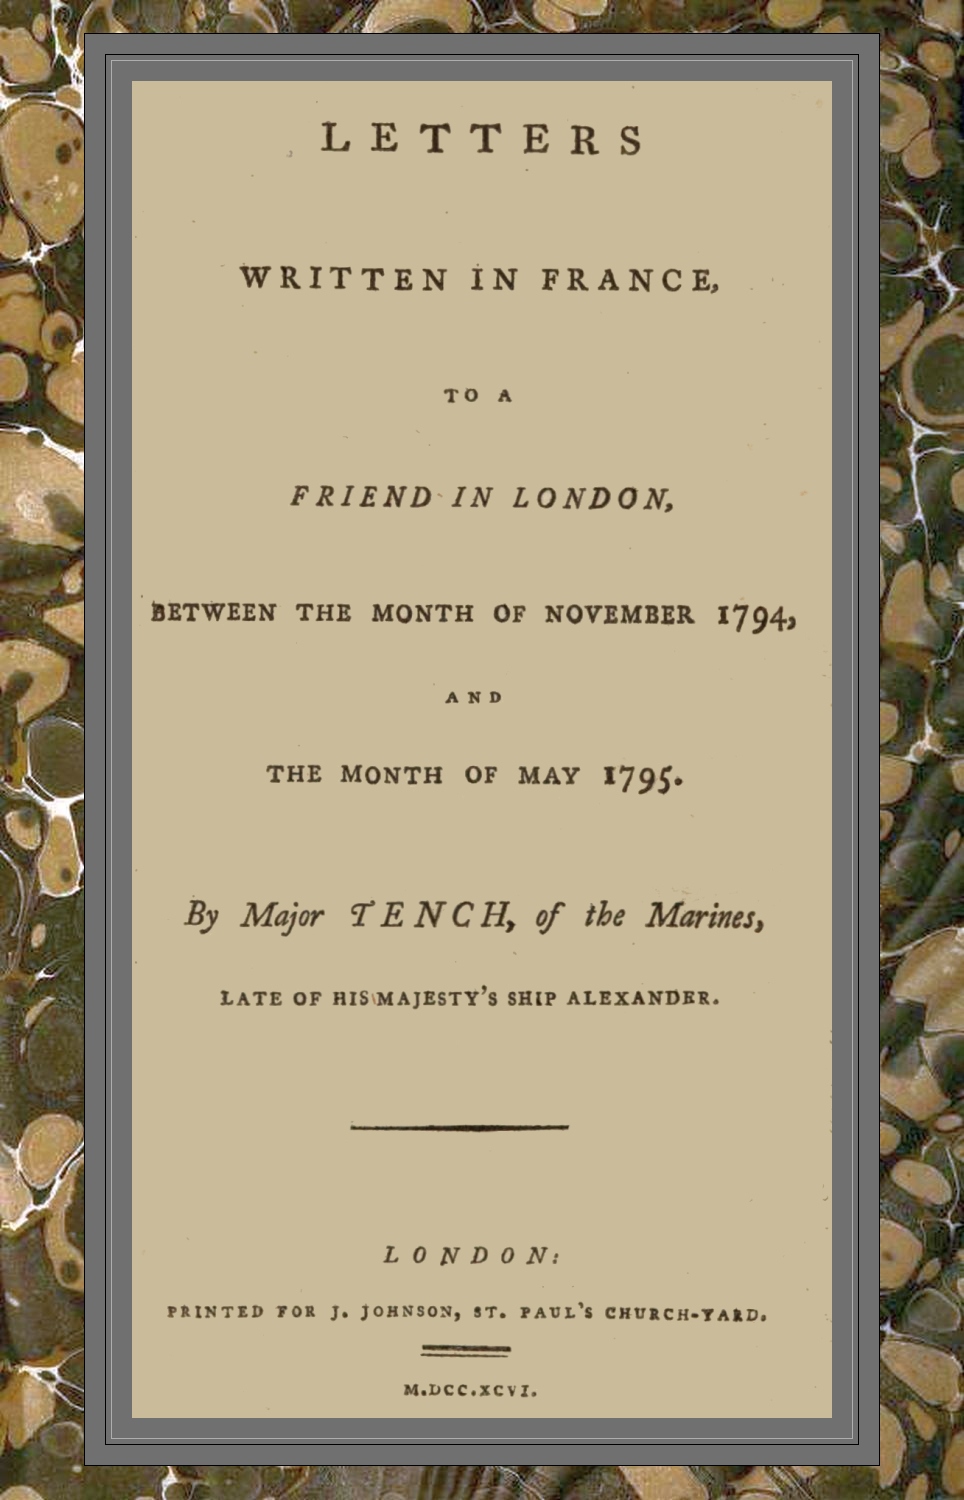 LETTERS
WRITTEN IN FRANCE,
TO A
FRIEND IN LONDON,
BETWEEN THE MONTH OF NOVEMBER 1794,
AND
THE MONTH OF MAY 1795.
By Major TENCH, of the Marines,
LATE OF HIS MAJESTY'S SHIP ALEXANDER.
LONDON:
PRINTED FOR J. JOHNSON, ST. PAUL'S CHURCH-YARD.
M.DCC.XCVI.